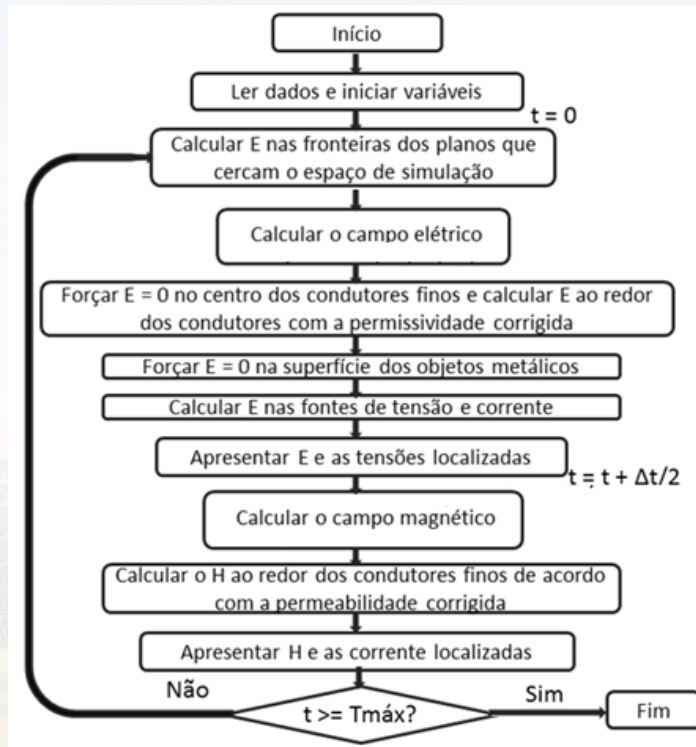 Início
Ler dados e iniciar variáveis
t = 0
Calcular E nas fronteiras dos planos que
cercam o espaço de simulação
Calcular o campo elétrico
Forçar E = 0 no centro dos condutores finos e calcular E ao redor
dos condutores com a permissividade corrigida
Forçar E = 0 na superfície dos objetos metálicos
Calcular E nas fontes de tensão e corrente
Apresentar E e as tensões localizadas
t = t + Δt/2
Calcular o campo magnético
Calcular o H ao redor dos condutores finos de acordo
com a permeabilidade corrigida
Apresentar H e as corrente localizadas
Não
Sim
t >= Tmáx?
Fim